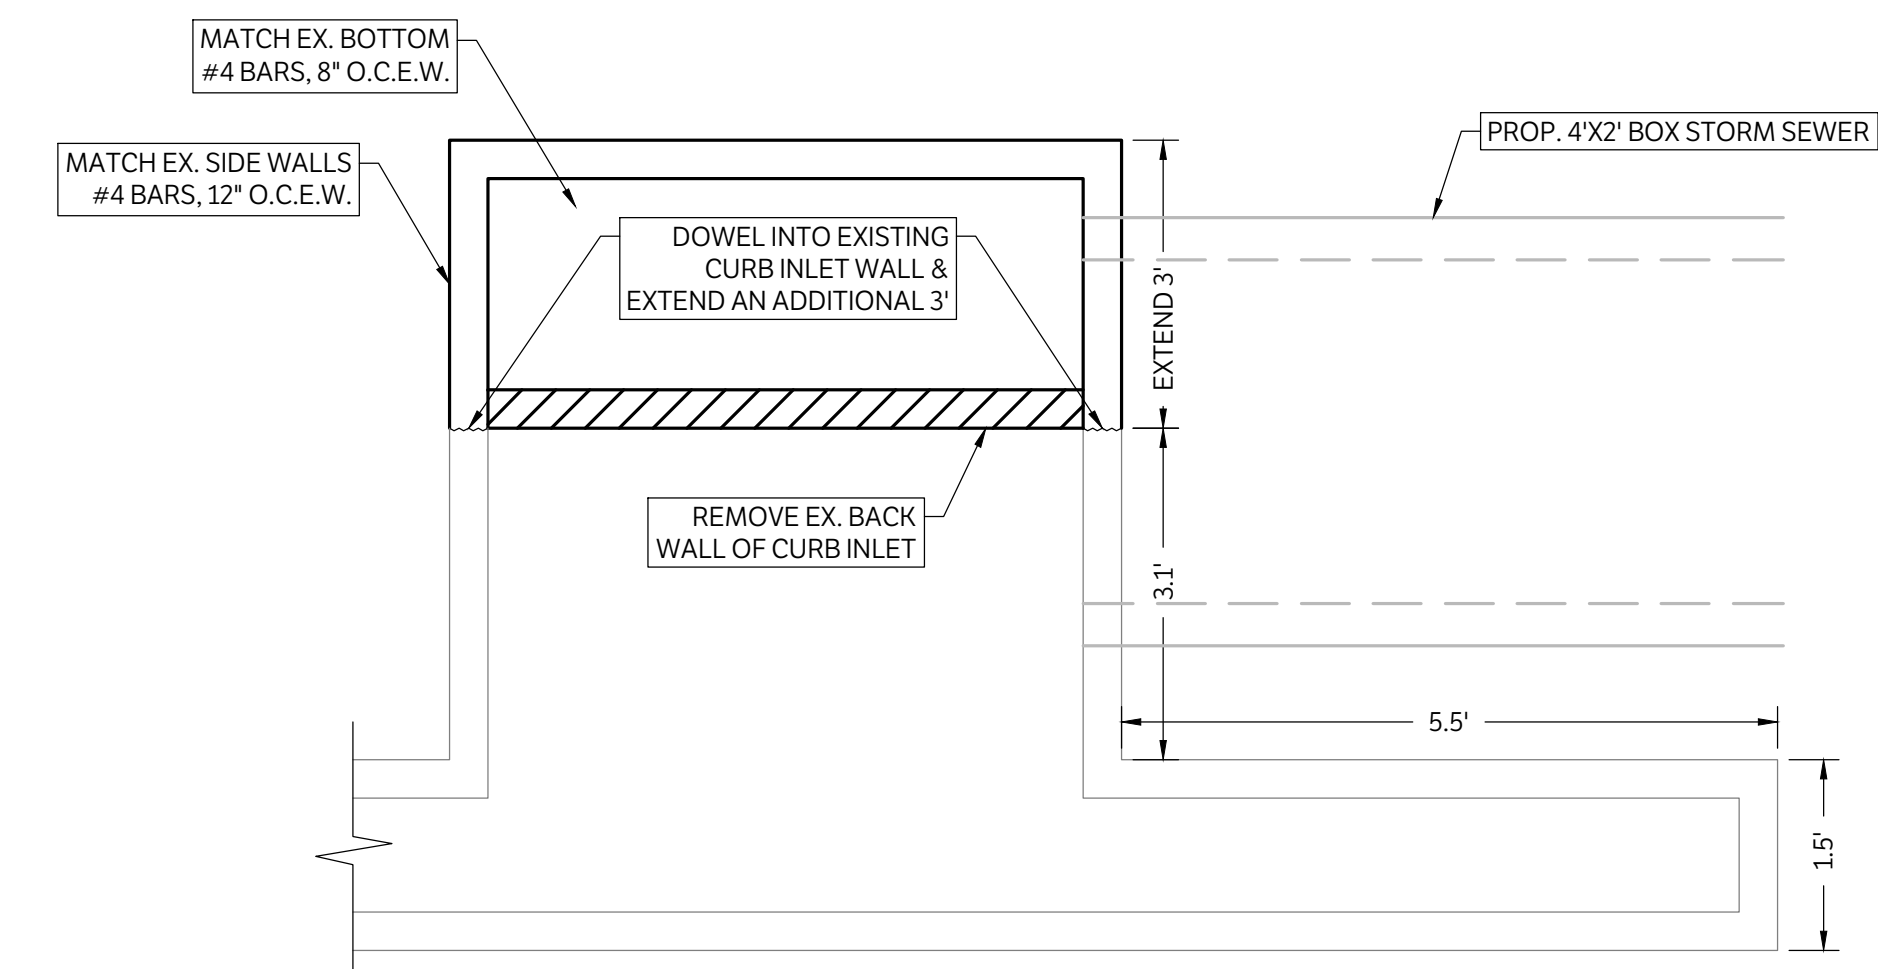 MATCH EX. BOTTOM
#4 BARS, 8" O.C.E.W.
MATCH EX. SIDE WALLS
#4 BARS, 12" O.C.E.W.
PROP. 4'X2' BOX STORM SEWER
DOWEL INTO EXISTING
CURB INLET WALL &
EXTEND AN ADDITIONAL 3'
EXTEND 3'
REMOVE EX. BACK
WALL OF CURB INLET
3.1'
5.5'
1.5'